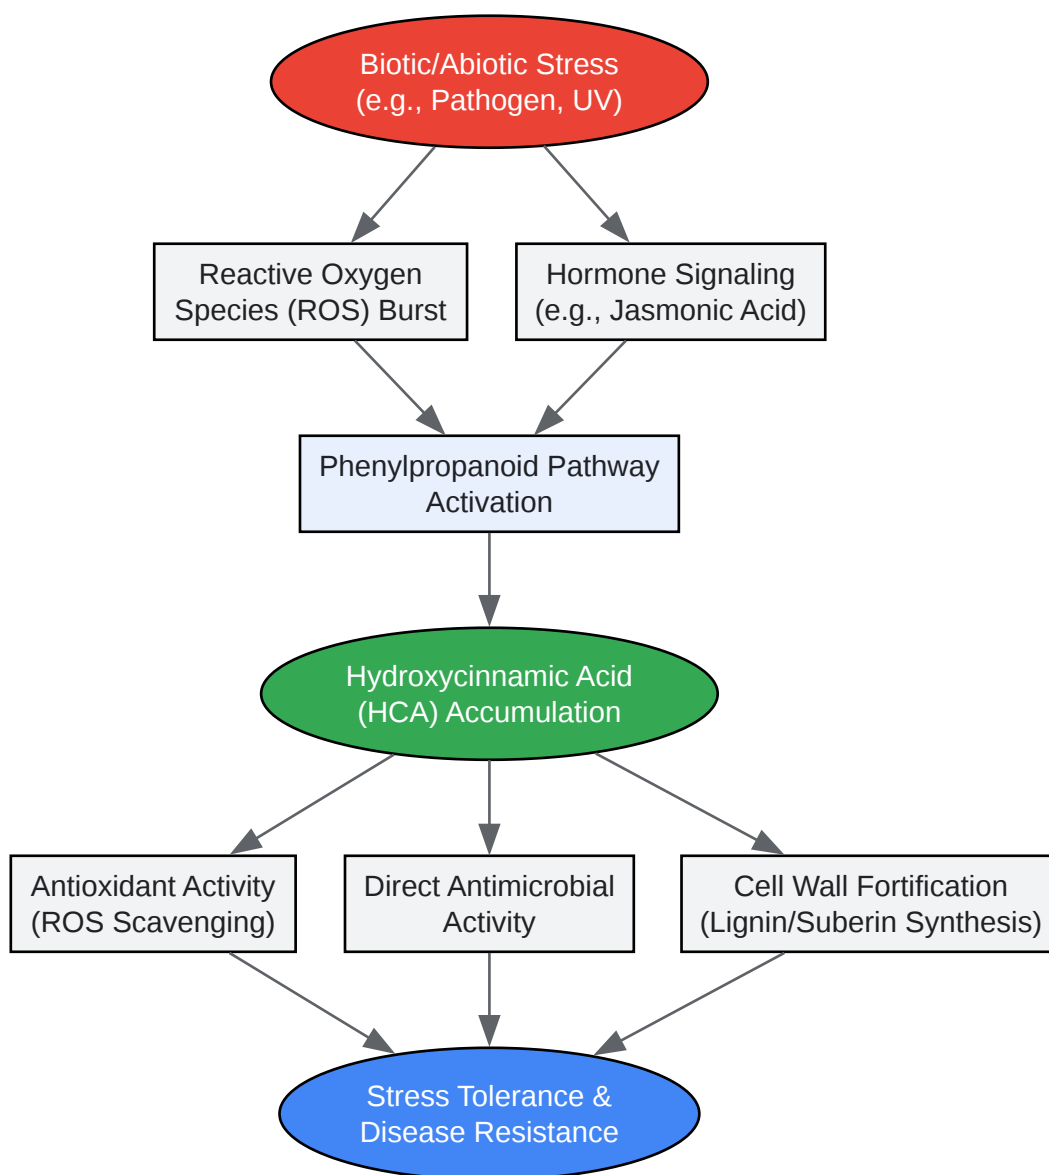 Biotic/Abiotic Stress
(e.g., Pathogen, UV)
Reactive Oxygen
Species (ROS) Burst
Hormone Signaling
(e.g., Jasmonic Acid)
Phenylpropanoid Pathway
Activation
Hydroxycinnamic Acid
(HCA) Accumulation
Antioxidant Activity
(ROS Scavenging)
Direct Antimicrobial
Activity
Cell Wall Fortification
(Lignin/Suberin Synthesis)
Stress Tolerance &
Disease Resistance